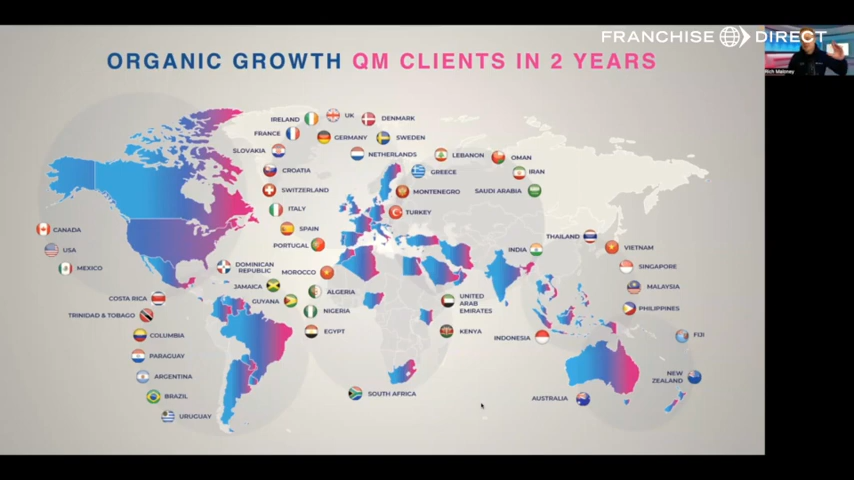 FRANCHISE DIRECT
ORGANIC GROWTH QM CLIENTS IN 2 YEARS
Rich Maloney
IRELAND
UK
DENMARK
FRANCE
GERMANY
SWEDEN
SLOVAKIA
NETHERLANDS
LEBANON
OMAN
CROATIA
GREECE
IRAN
SWITZERLAND
MONTENEGRO
SAUDI ARABIA
ITALY
TURKEY
SPAIN
PORTUGAL
CANADA
USA
MEXICO
THAILAND
VIETNAM
INDIA
SINGAPORE
DOMINICAN
REPUBLIC
MOROCCO
JAMAICA
ALGERIA
MALAYSIA
COSTA RICA
GUYANA
NIGERIA
UNITED
ARAB
EMIRATES
PHILIPPINES
TRINIDAD & TOBAGO
EGYPT
KENYA
INDONESIA
FIJI
COLUMBIA
PARAGUAY
ARGENTINA
BRAZIL
URUGUAY
SOUTH AFRICA
AUSTRALIA
NEW
ZEALAND